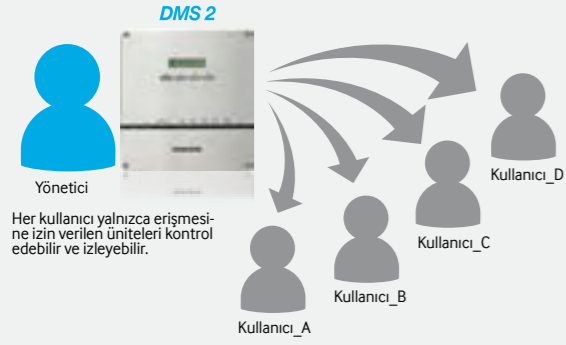 DMS 2
Yönetici
Her kullanıcı yalnızca erişmesi-
ne izin verilen üniteleri kontrol
edebilir ve izleyebilir.
Kullanıcı_A
Kullanıcı_B
Kullanıcı_C
Kullanıcı_D